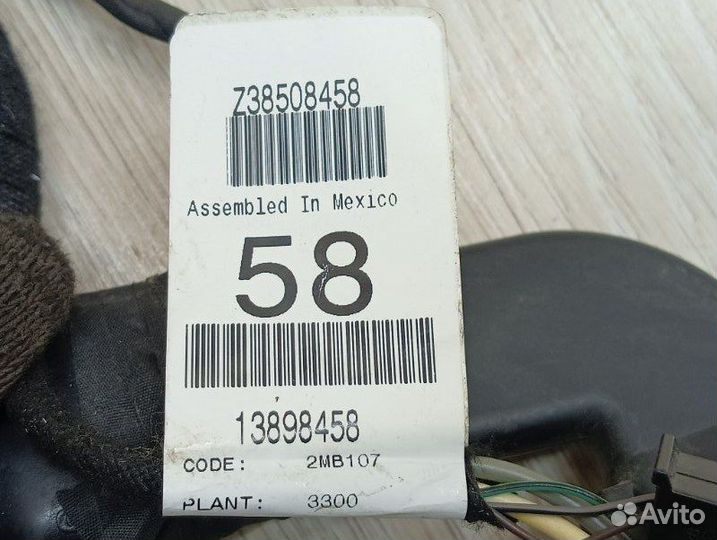 Z38508458
Assembled In Mexico
58
13898458
CODE: 2MB107
PLANT: 3300
Avito